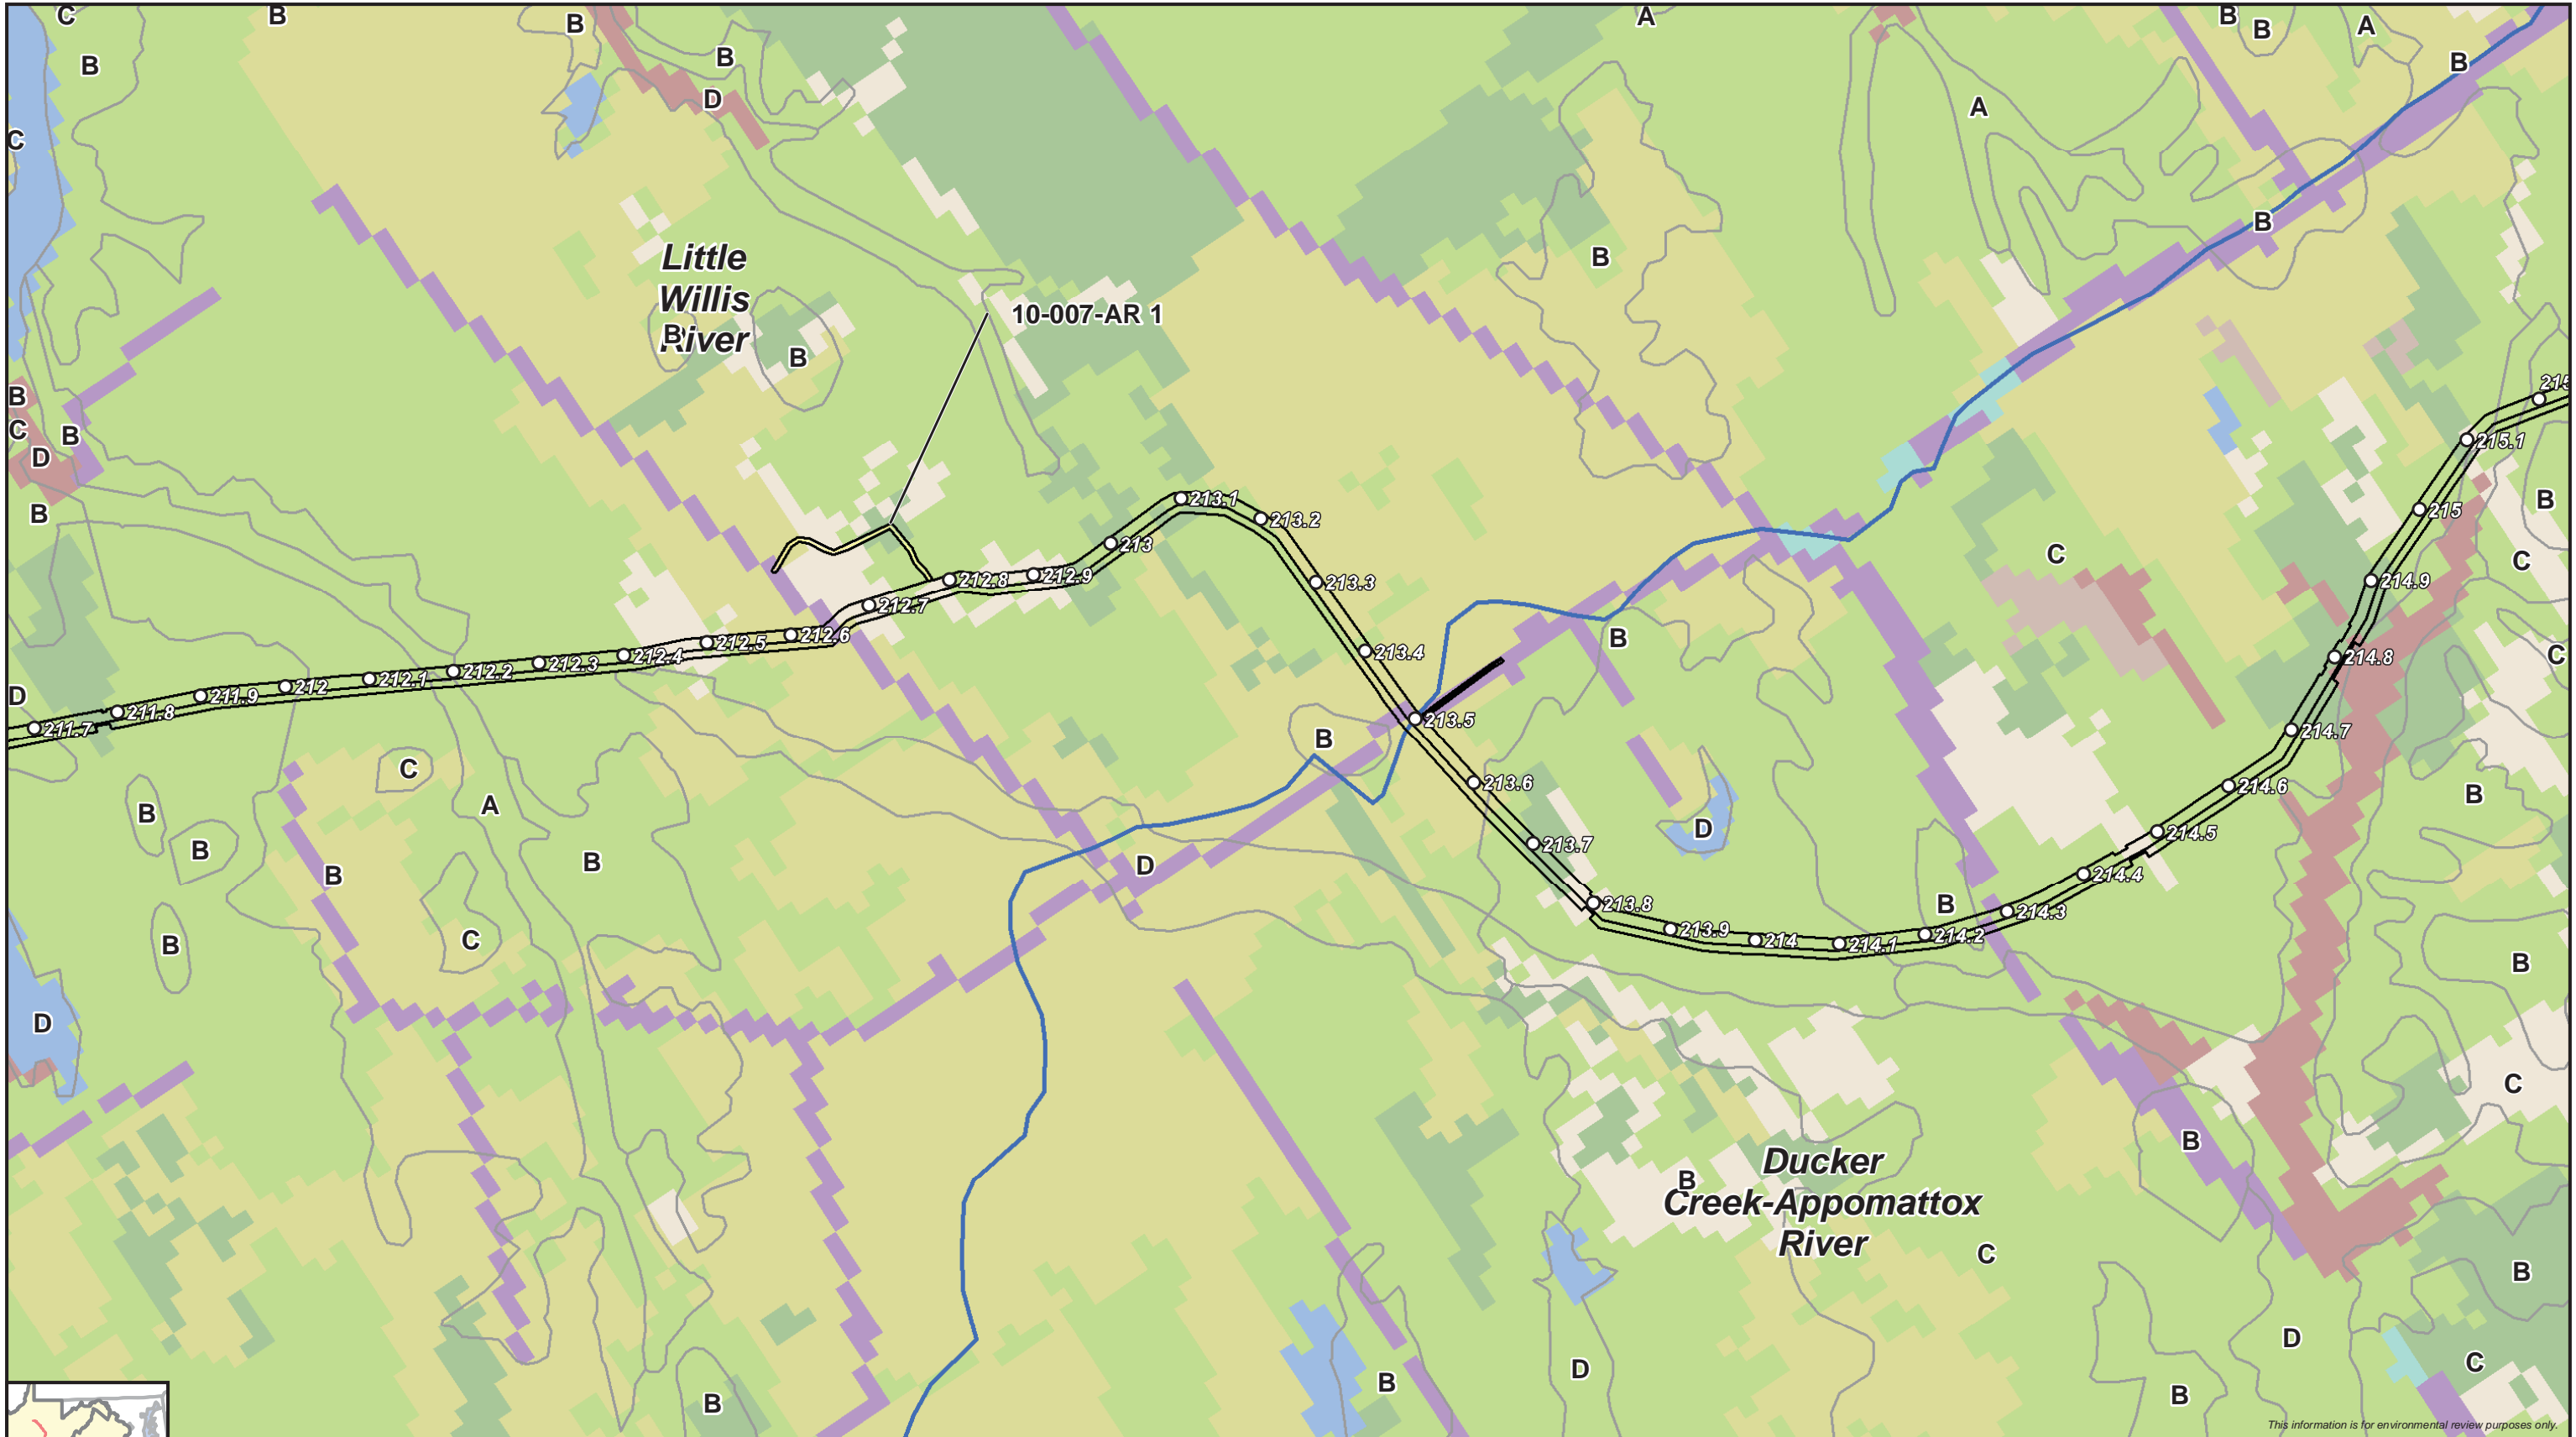 C
B
B
B
A
B
B
A
B
B
B
D
A
C
B
B
Little
Willis
River
B
B
10-007-AR 1
B
C
B
D
B
215.1
B
213.1
213.2
215
213
C
C
212.8
212.9
213.3
214.9
212.7
212.6
B
212.5
212.4
213.4
214.8
C
212.3
212.2
212.1
212
211.9
D
211.8
211.7
213.5
214.7
B
C
213.6
214.6
B
A
B
D
214.5
B
B
213.7
D
B
214.4
213.8
B
214.3
213.9
214
214.1
214.2
C
B
B
D
C
B
Ducker
Creek-Appomattox
River
B
C
B
D
D
C
B
B
B
This information is for environmental review purposes only.